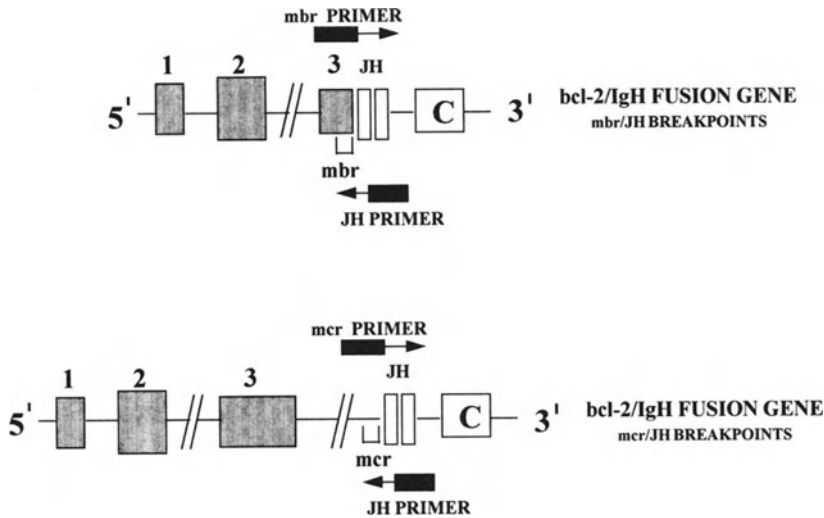 mbr PRIMER
1 2 3 JH
5' C 3'
bcl-2/IgH FUSION GENE
mbr/JH BREAKPOINTS
mbr
JH PRIMER
mcr PRIMER
JH
1 2 3
5' C 3'
bcl-2/IgH FUSION GENE
mcr/JH BREAKPOINTS
mcr
JH PRIMER